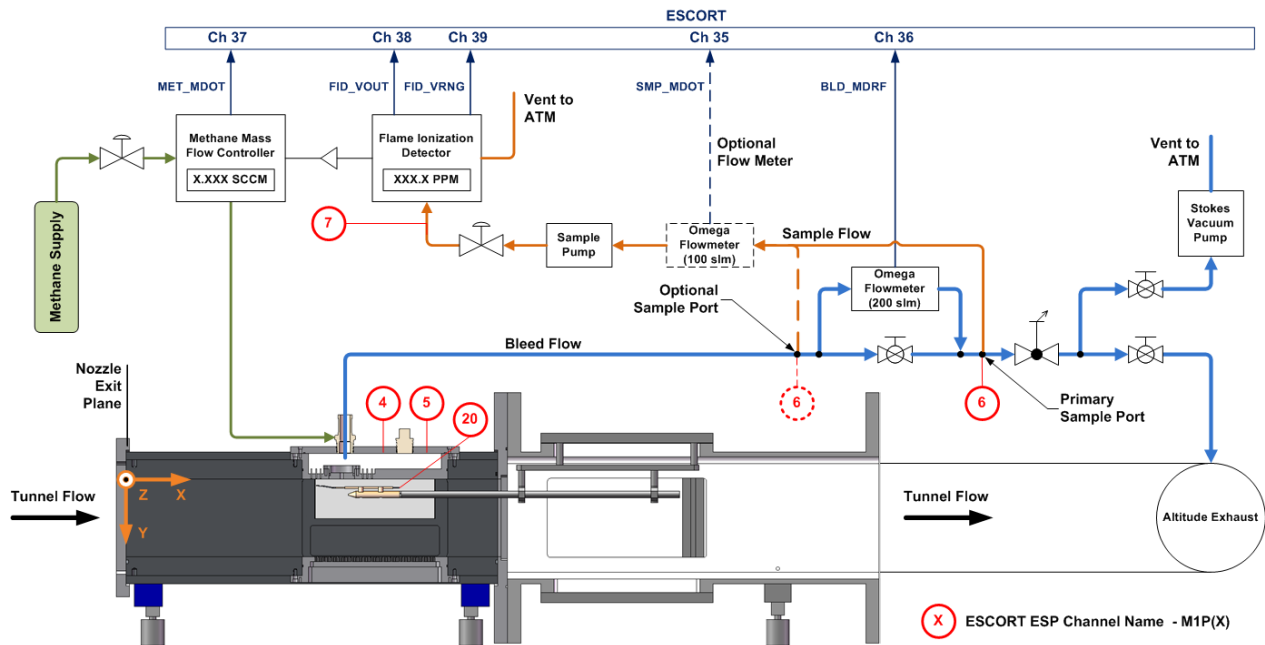 ESCORT
Ch 37
Ch 38
Ch 39
Ch 35
Ch 36
MET_MDOT
FID_VOUT
FID_VRNG
SMP_MDOT
BLD_MDRF
Vent to
ATM
Methane Mass
Flow Controller
X.XXX SCCM
Flame Ionization
Detector
XXX.X PPM
Optional
Flow Meter
Vent to
ATM
Methane Supply
7
Sample
Pump
Omega
Flowmeter
(100 slm)
Sample Flow
Stokes
Vacuum
Pump
Omega
Flowmeter
(200 slm)
Optional
Sample Port
Bleed Flow
Nozzle
Exit
Plane
4
5
20
6
6
Primary
Sample Port
Z
X
Y
Tunnel Flow
Tunnel Flow
Altitude Exhaust
X
ESCORT ESP Channel Name - M1P(X)